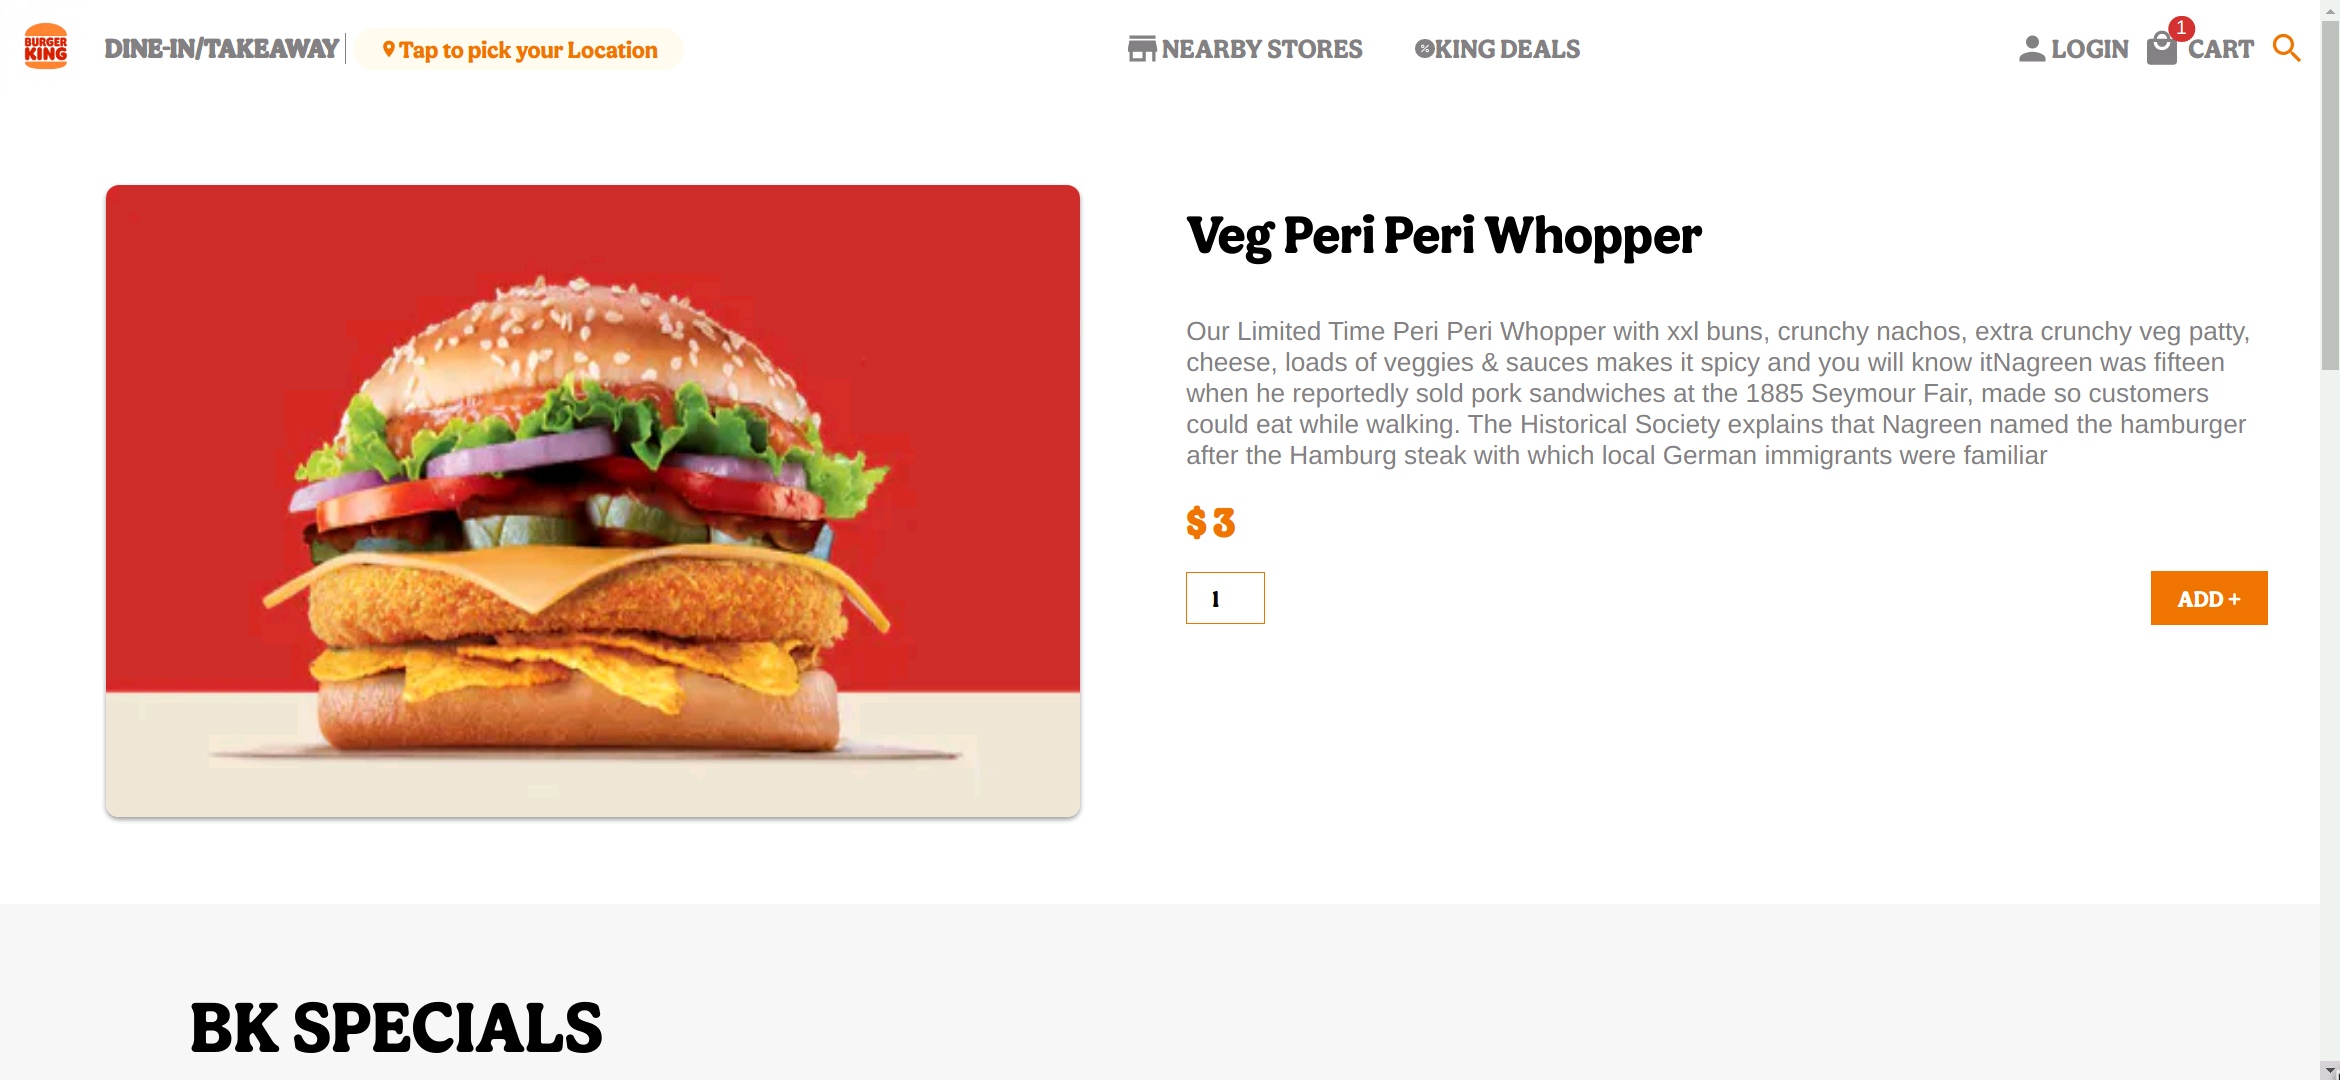 BURGER KING
DINE-IN/TAKEAWAY
Tap to pick your Location
NEARBY STORES
KING DEALS
LOGIN
1
CART
Veg Peri Peri Whopper
Our Limited Time Peri Peri Whopper with xxl buns, crunchy nachos, extra crunchy veg patty,
cheese, loads of veggies & sauces makes it spicy and you will know itNagreen was fifteen
when he reportedly sold pork sandwiches at the 1885 Seymour Fair, made so customers
could eat while walking. The Historical Society explains that Nagreen named the hamburger
after the Hamburg steak with which local German immigrants were familiar
$ 3
1
ADD +
BK SPECIALS